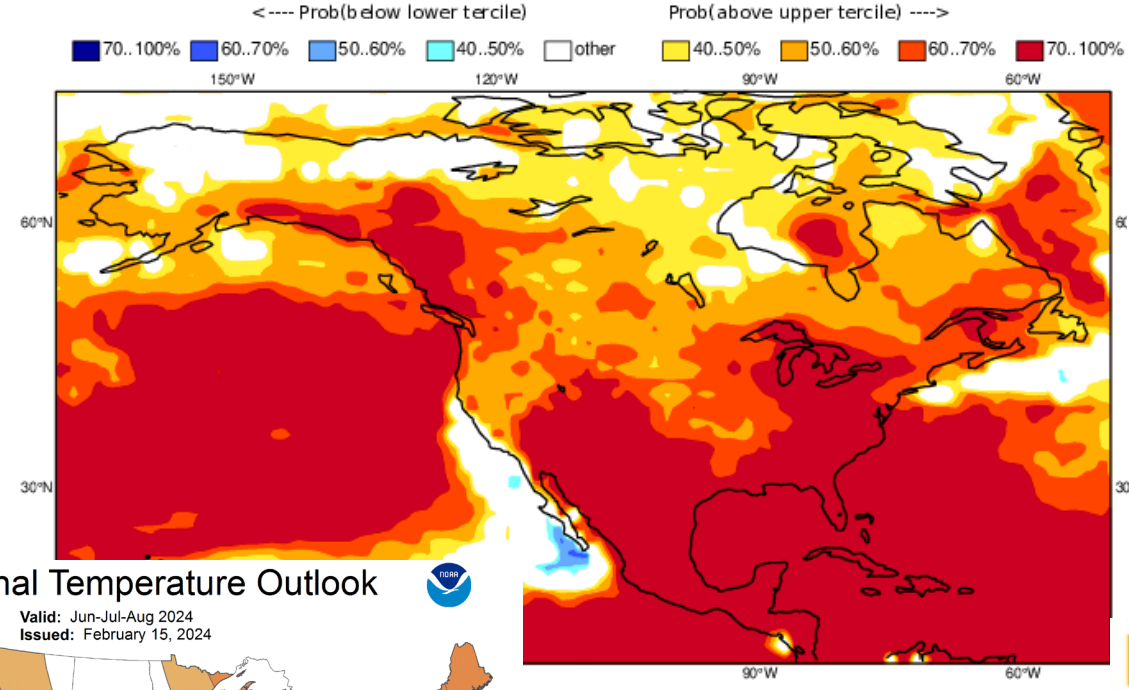 <---- Prob(below lower tercile) Prob(above upper tercile) ---->
70..100% 60..70% 50..60% 40..50% other 40..50% 50..60% 60..70% 70..100%
150°W 120°W 90°W 60°W
60°N
30°N 30
nal Temperature Outlook
NOAA
Valid: Jun-Jul-Aug 2024
Issued: February 15, 2024
90°W 60°W